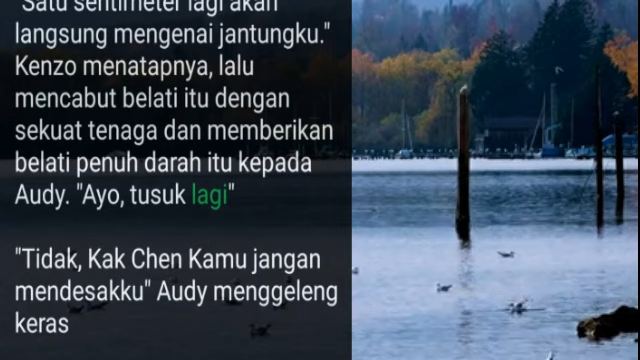 "Satu sentimeter lagi akan
langsung mengenai jantungku."
Kenzo menatapnya, lalu
mencabut belati itu dengan
sekuat tenaga dan memberikan
belati penuh darah itu kepada
Audy. "Ayo, tusuk lagi"
"Tidak, Kak Chen Kamu jangan
mendesakku" Audy menggeleng
keras